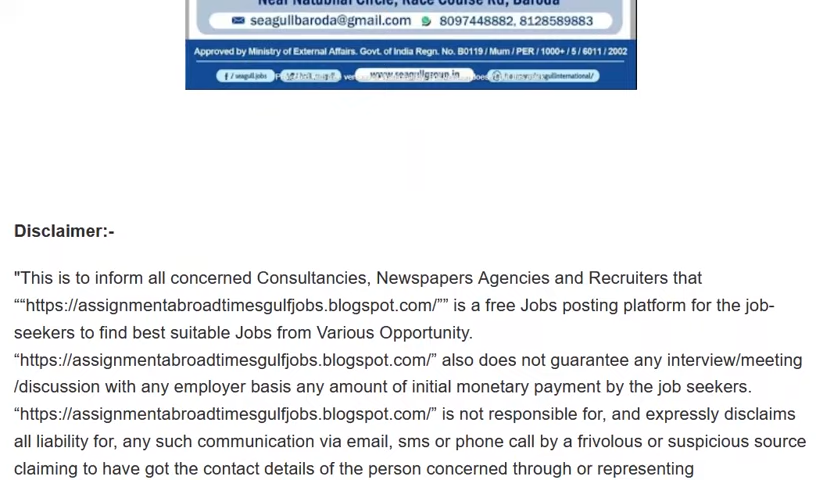 Near Natubhai Circle, Race Course Rd, Baroda
seagullbaroda@gmail.com 8097448882, 8128589883
Approved by Ministry of External Affairs. Govt. of India Regn. No. B0119 / Mum / PER / 1000+ / 5 / 6011 / 2002
/ seagulljobs www.seagullgroup.in
Disclaimer:-
"This is to inform all concerned Consultancies, Newspapers Agencies and Recruiters that
““https://assignmentabroadtimesgulfjobs.blogspot.com/”” is a free Jobs posting platform for the job-
seekers to find best suitable Jobs from Various Opportunity.
“https://assignmentabroadtimesgulfjobs.blogspot.com/” also does not guarantee any interview/meeting
/discussion with any employer basis any amount of initial monetary payment by the job seekers.
“https://assignmentabroadtimesgulfjobs.blogspot.com/” is not responsible for, and expressly disclaims
all liability for, any such communication via email, sms or phone call by a frivolous or suspicious source
claiming to have got the contact details of the person concerned through or representing